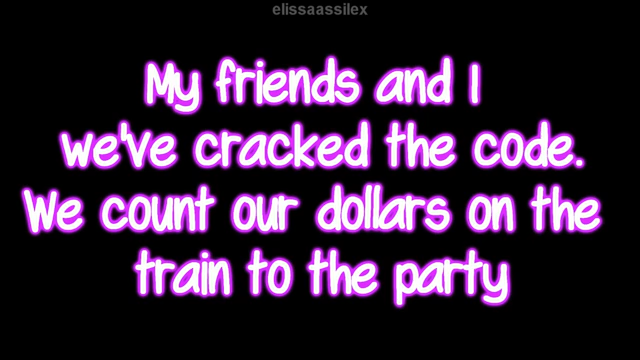 elissaassilex
My friends and I
we've cracked the code.
We count our dollars on the
train to the party